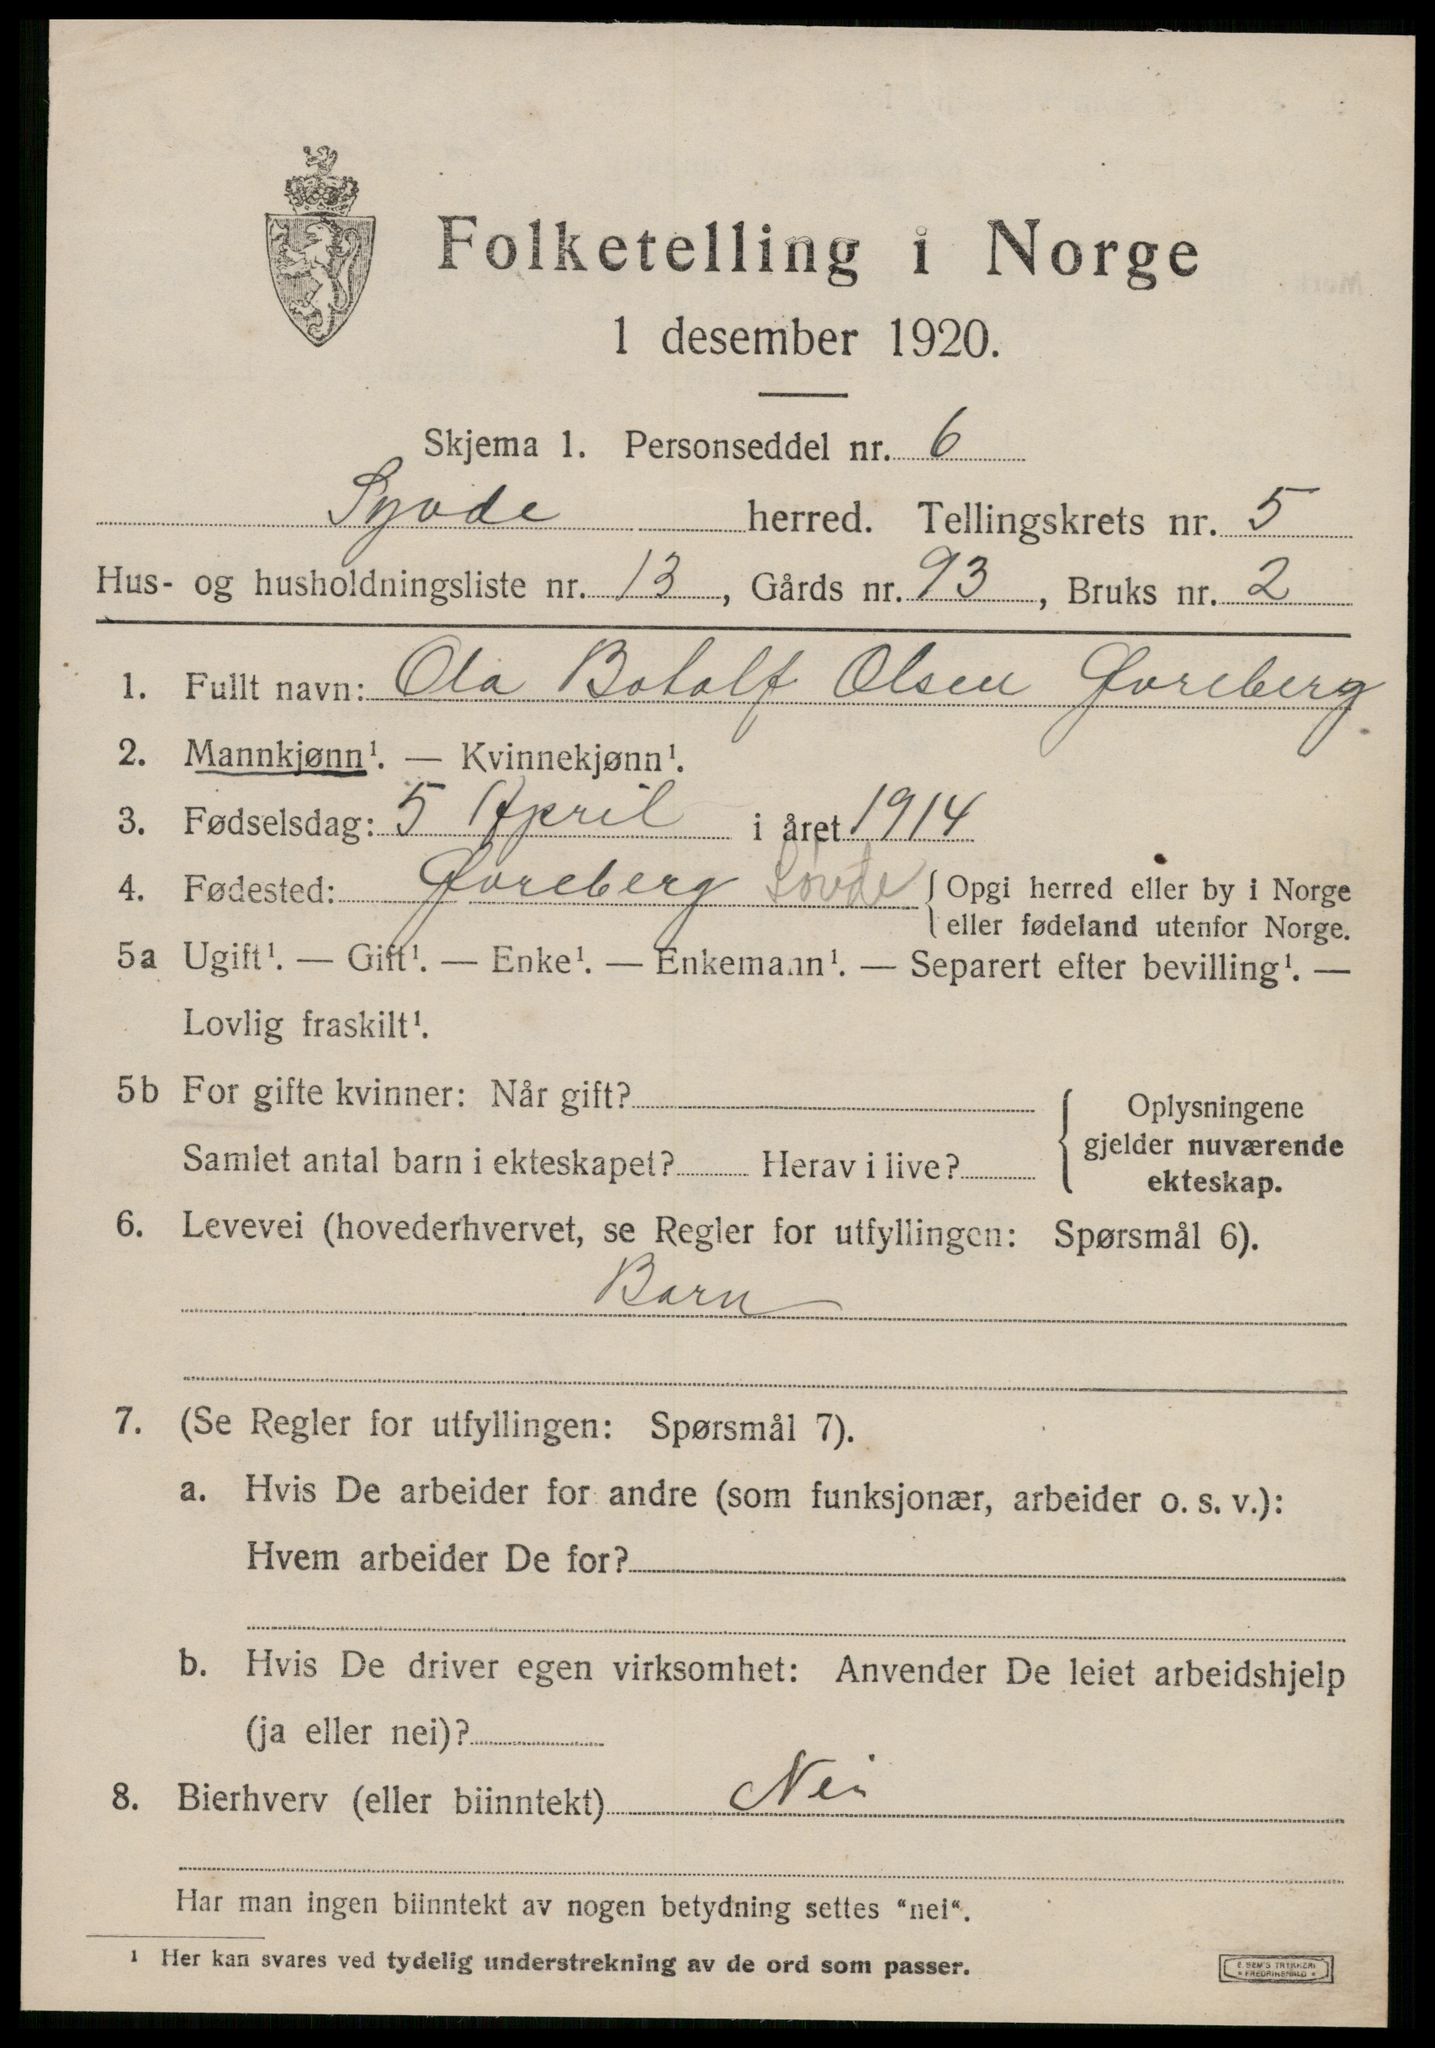 Folketelling i Norge
1 desember 1920.
Skjema 1. Personseddel nr. 6
Syvde herred. Tellingskrets nr. 5
Hus- og husholdningsliste nr. 13, Gårds nr. 93, Bruks nr. 2
1. Fullt navn: Ola Botolf Olsen Øvreberg
2. Mannkjønn¹. — Kvinnekjønn¹.
3. Fødselsdag: 5 April i året 1914
4. Fødested: Øvreberg Søvde { Opgi herred eller by i Norge
eller fødeland utenfor Norge.
5a Ugift¹. — Gift¹. — Enke¹. — Enkemann¹. — Separert efter bevilling¹. —
Lovlig fraskilt¹.
5b For gifte kvinner: Når gift?
Samlet antal barn i ekteskapet? Herav i live?
{ Oplysningene
gjelder nuværende
ekteskap.
6. Levevei (hovederhvervet, se Regler for utfyllingen: Spørsmål 6).
Barn
7. (Se Regler for utfyllingen: Spørsmål 7).
a. Hvis De arbeider for andre (som funksjonær, arbeider o. s. v.):
Hvem arbeider De for?
b. Hvis De driver egen virksomhet: Anvender De leiet arbeidshjelp
(ja eller nei)?
8. Bierhverv (eller biinntekt) Nei
Har man ingen biinntekt av nogen betydning settes "nei".
¹ Her kan svares ved tydelig understrekning av de ord som passer.
E. SEM'S TRYKKERI
* FREDRIKSHALD *